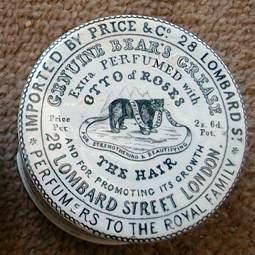 IMPORTED BY PRICE & Co. 28 LOMBARD ST.
GENUINE BEAR'S GREASE
Extra PERFUMED with
OTTO of ROSES
Price
Per
2s. 6d.
Pot.
STRENGTHENING & BEAUTIFYING
THE HAIR
AND FOR PROMOTING ITS GROWTH
28 LOMBARD STREET LONDON.
PERFUMERS TO THE ROYAL FAMILY